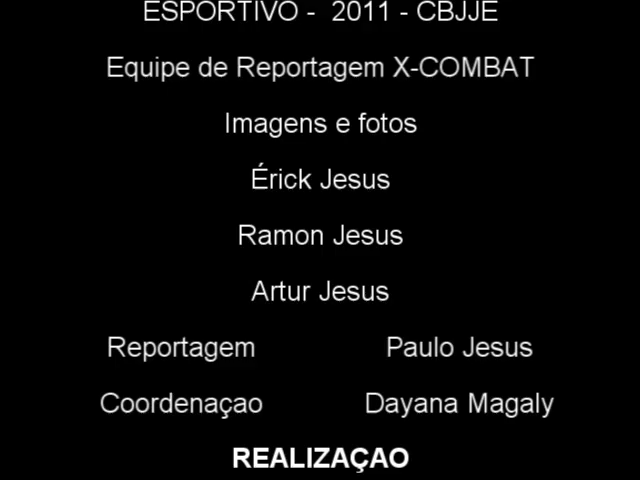 ESPORTIVO - 2011 - CBJJE
Equipe de Reportagem X-COMBAT
Imagens e fotos
Érick Jesus
Ramon Jesus
Artur Jesus
Reportagem Paulo Jesus
Coordenaçao Dayana Magaly
REALIZAÇAO